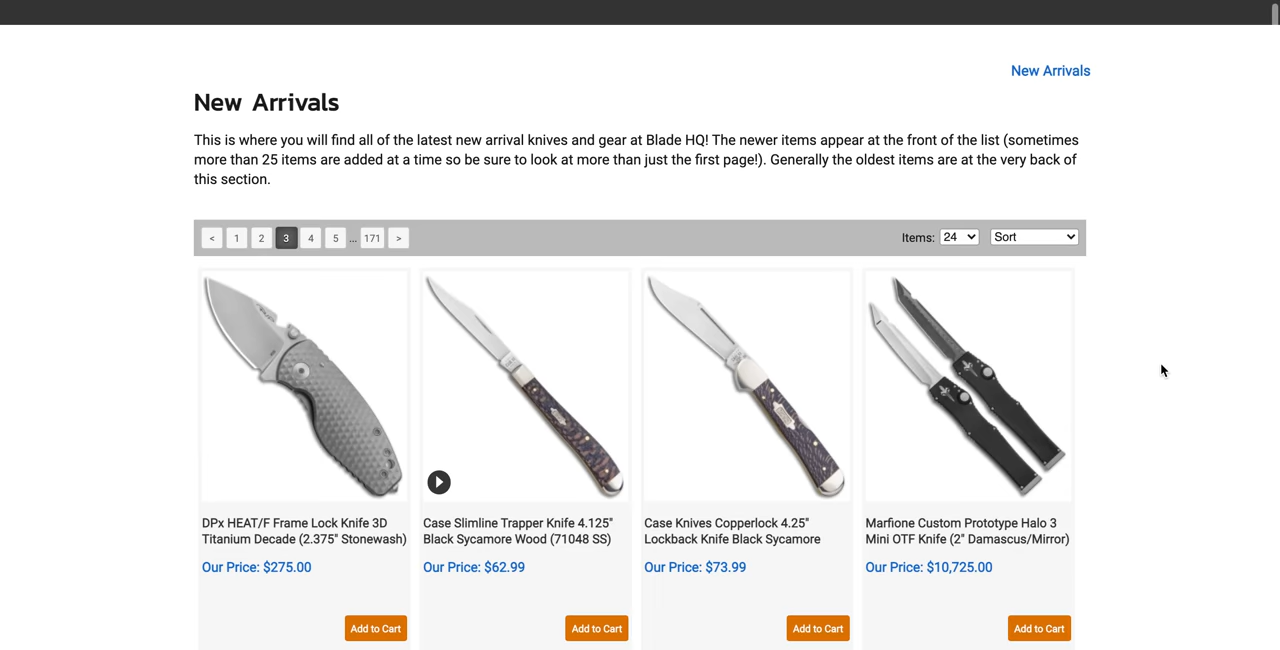 New Arrivals
New Arrivals
This is where you will find all of the latest new arrival knives and gear at Blade HQ! The newer items appear at the front of the list (sometimes
more than 25 items are added at a time so be sure to look at more than just the first page!). Generally the oldest items are at the very back of
this section.
< 1 2 3 4 5 ... 171 > Items: 24 Sort
DPx HEAT/F Frame Lock Knife 3D
Titanium Decade (2.375" Stonewash)
Our Price: $275.00
Add to Cart
Case Slimline Trapper Knife 4.125"
Black Sycamore Wood (71048 SS)
Our Price: $62.99
Add to Cart
Case Knives Copperlock 4.25"
Lockback Knife Black Sycamore
Our Price: $73.99
Add to Cart
Marfione Custom Prototype Halo 3
Mini OTF Knife (2" Damascus/Mirror)
Our Price: $10,725.00
Add to Cart